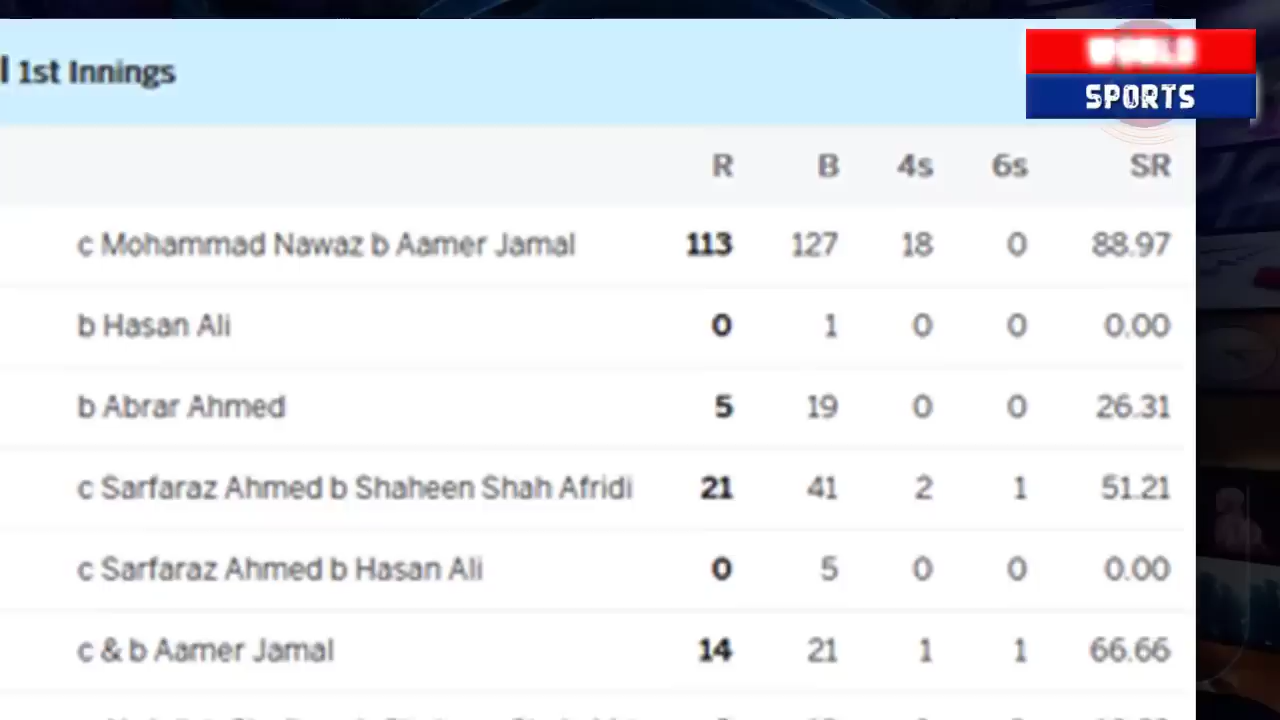 1st Innings
SPORTS
R B 4s 6s SR
c Mohammad Nawaz b Aamer Jamal 113 127 18 0 88.97
b Hasan Ali 0 1 0 0 0.00
b Abrar Ahmed 5 19 0 0 26.31
c Sarfaraz Ahmed b Shaheen Shah Afridi 21 41 2 1 51.21
c Sarfaraz Ahmed b Hasan Ali 0 5 0 0 0.00
c & b Aamer Jamal 14 21 1 1 66.66